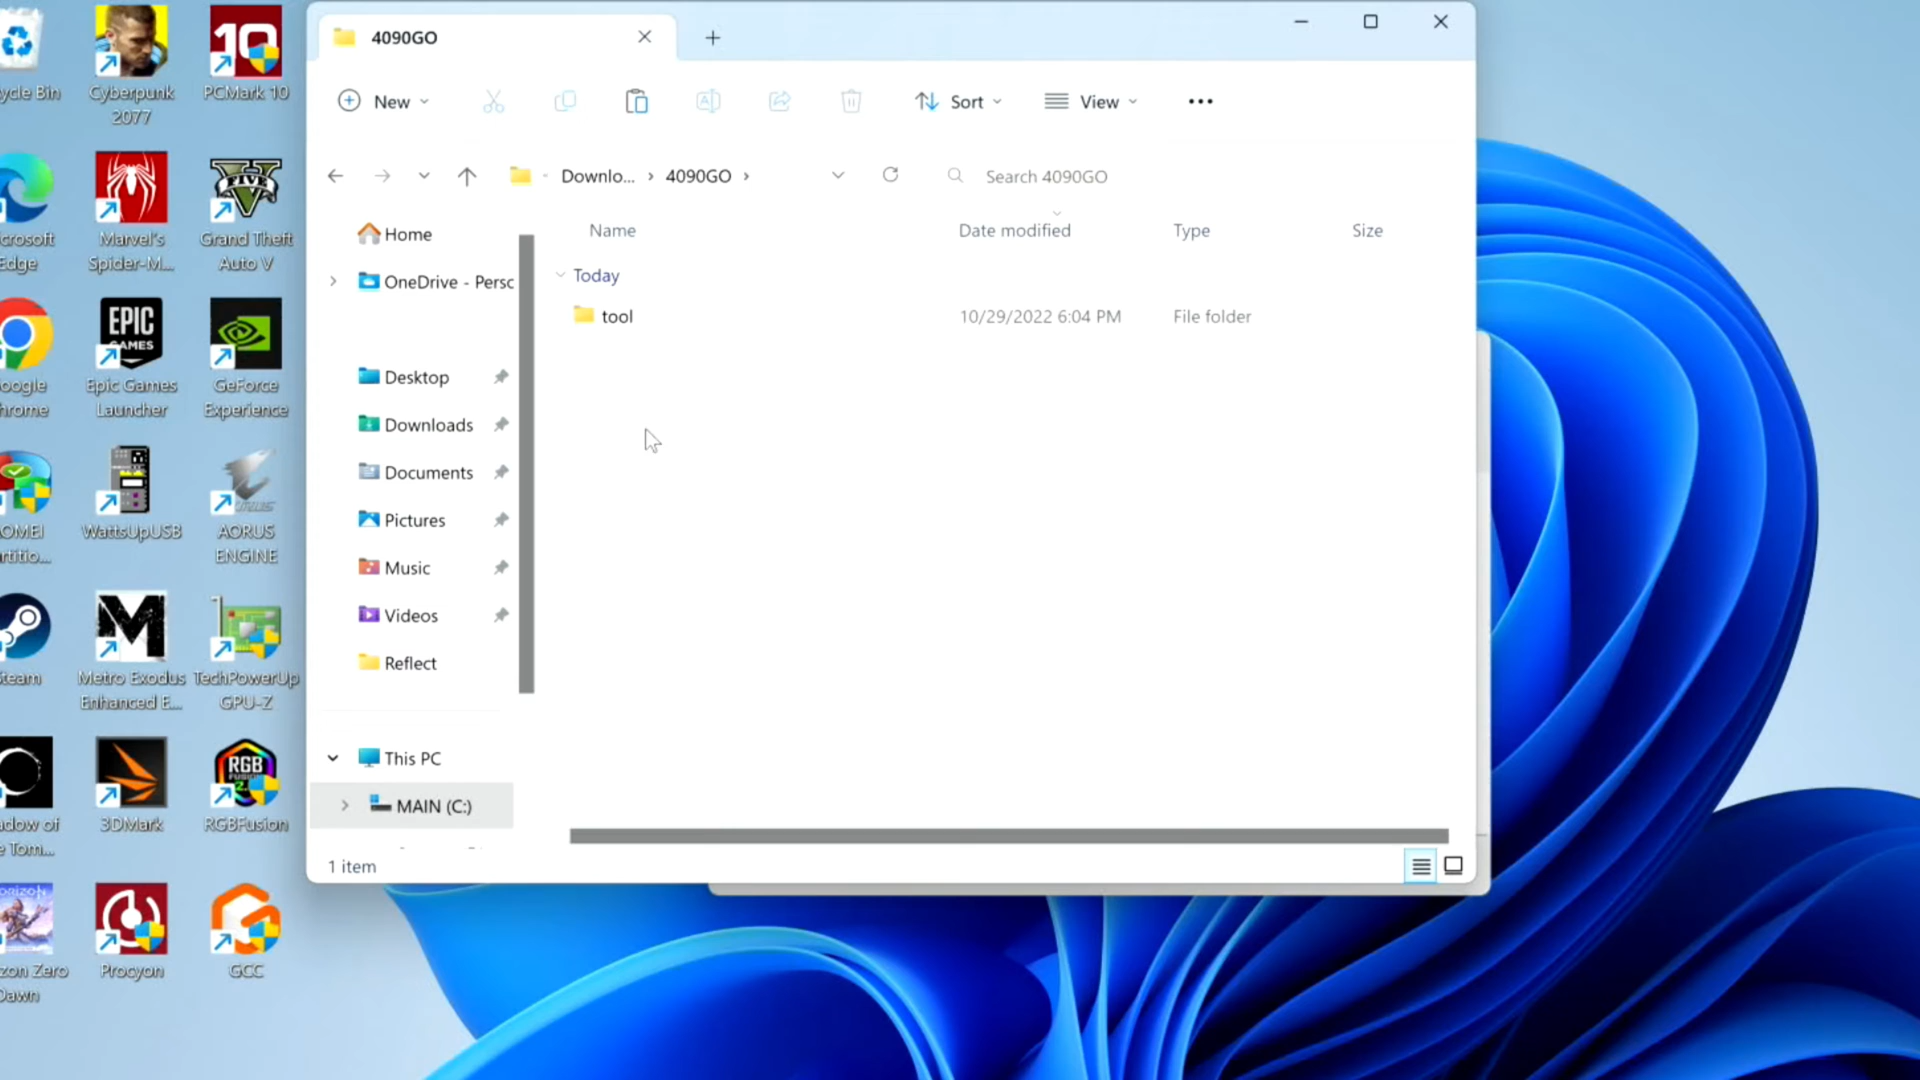 4090GO
New
Sort
View
Downlo...
4090GO
Search 4090GO
Name
Date modified
Type
Size
Today
tool
10/29/2022 6:04 PM
File folder
Home
OneDrive - Persc
Desktop
Downloads
Documents
Pictures
Music
Videos
Reflect
This PC
MAIN (C:)
1 item
ycle Bin
Cyberpunk
2077
10
PCMark 10
crosoft
Edge
Marvel's
Spider-M...
FIVE
Grand Theft
Auto V
oogle
hrome
EPIC
GAMES
Epic Games
Launcher
GeForce
Experience
OMEI
rtitio...
WattsUpUSB
AORUS
ENGINE
team
Metro Exodus
Enhanced E...
TechPowerUp
GPU-Z
adow of
e Tom...
3DMark
RGB
RGBFusion
ORIZON
zon Zero
Dawn
Procyon
GCC